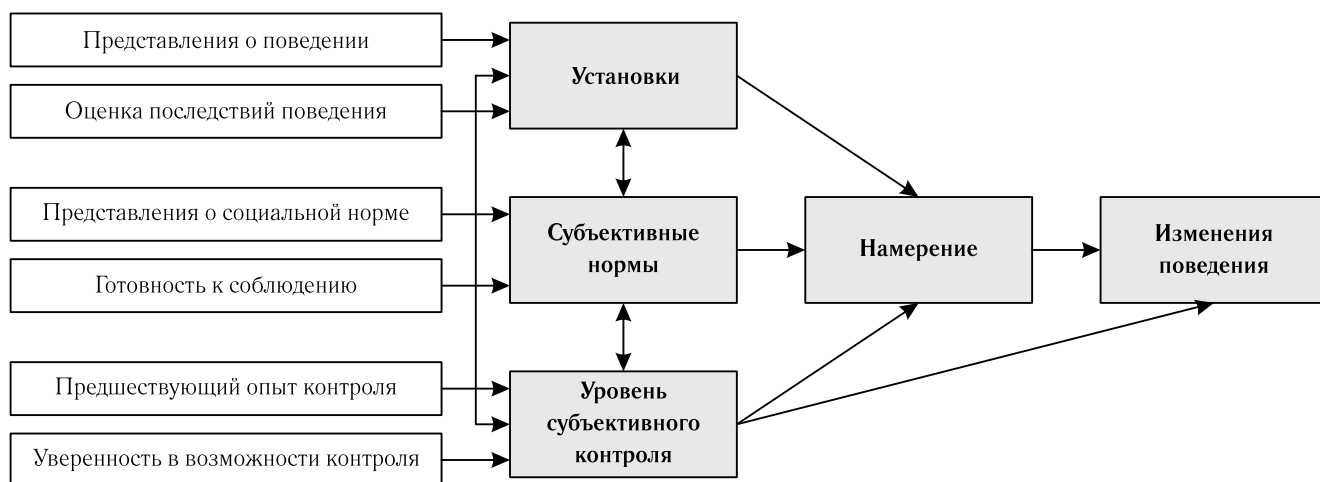 Представления о поведении
Оценка последствий поведения
Установки
Представления о социальной норме
Готовность к соблюдению
Субъективные
нормы
Намерение
Изменения
поведения
Предшествующий опыт контроля
Уверенность в возможности контроля
Уровень
субъективного
контроля